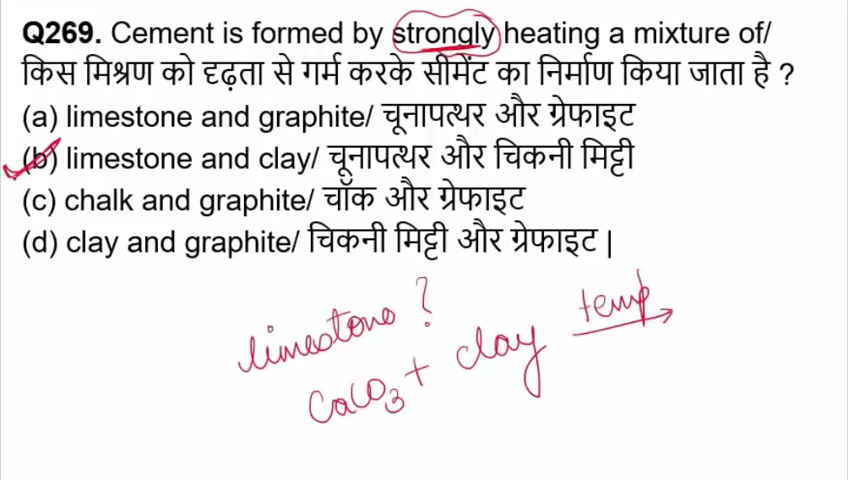 Q269. Cement is formed by strongly heating a mixture of/
किस मिश्रण को दृढ़ता से गर्म करके सीमेंट का निर्माण किया जाता है ?
(a) limestone and graphite/ चूनापत्थर और ग्रेफाइट
(b) limestone and clay/ चूनापत्थर और चिकनी मिट्टी
(c) chalk and graphite/ चॉक और ग्रेफाइट
(d) clay and graphite/ चिकनी मिट्टी और ग्रेफाइट |
limestone ?
CaCO3 + clay temp →